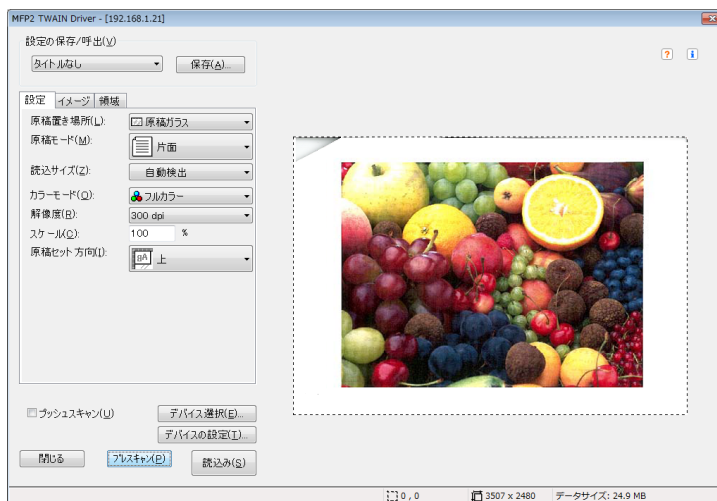 MFP2 TWAIN Driver - [192.168.1.21]
設定の保存/呼出(V)
タイトルなし
保存(A)...
設定 イメージ 領域
原稿置き場所(L): 原稿ガラス
原稿モード(M): 片面
読込サイズ(Z): 自動検出
カラーモード(O): フルカラー
解像度(R): 300 dpi
スケール(C): 100 %
原稿セット方向(I): 上
プッシュスキャン(U)
デバイス選択(E)...
デバイスの設定(T)...
閉じる プレスキャン(P) 読込み(S)
0 , 0 3507 x 2480 データサイズ: 24.9 MB